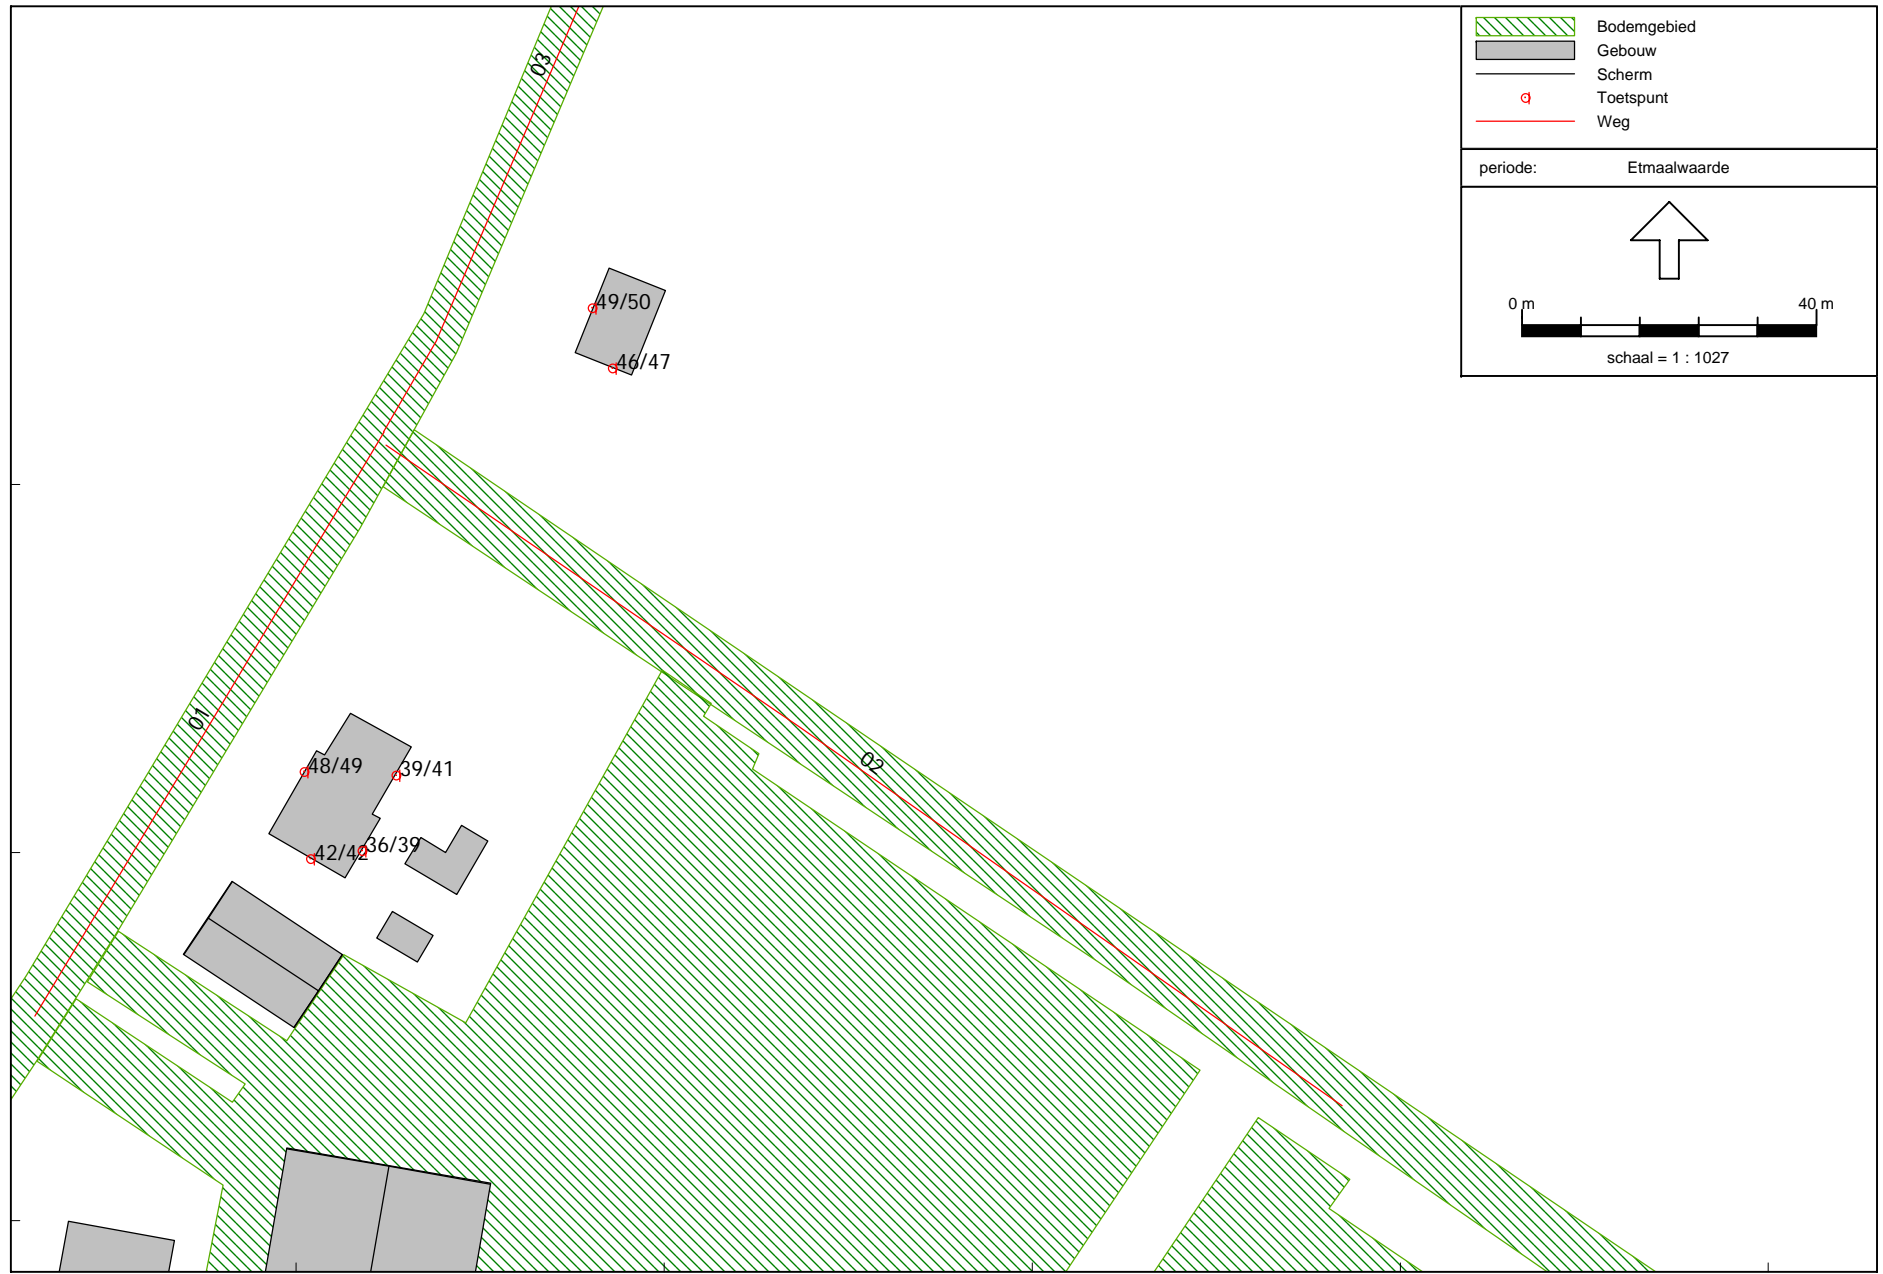 Bodemgebied
Gebouw
Scherm
Toetspunt
Weg
periode: Etmaalwaarde
0 m 40 m
schaal = 1 : 1027
03
49/50
46/47
01
02
48/49
39/41
42/42
36/39